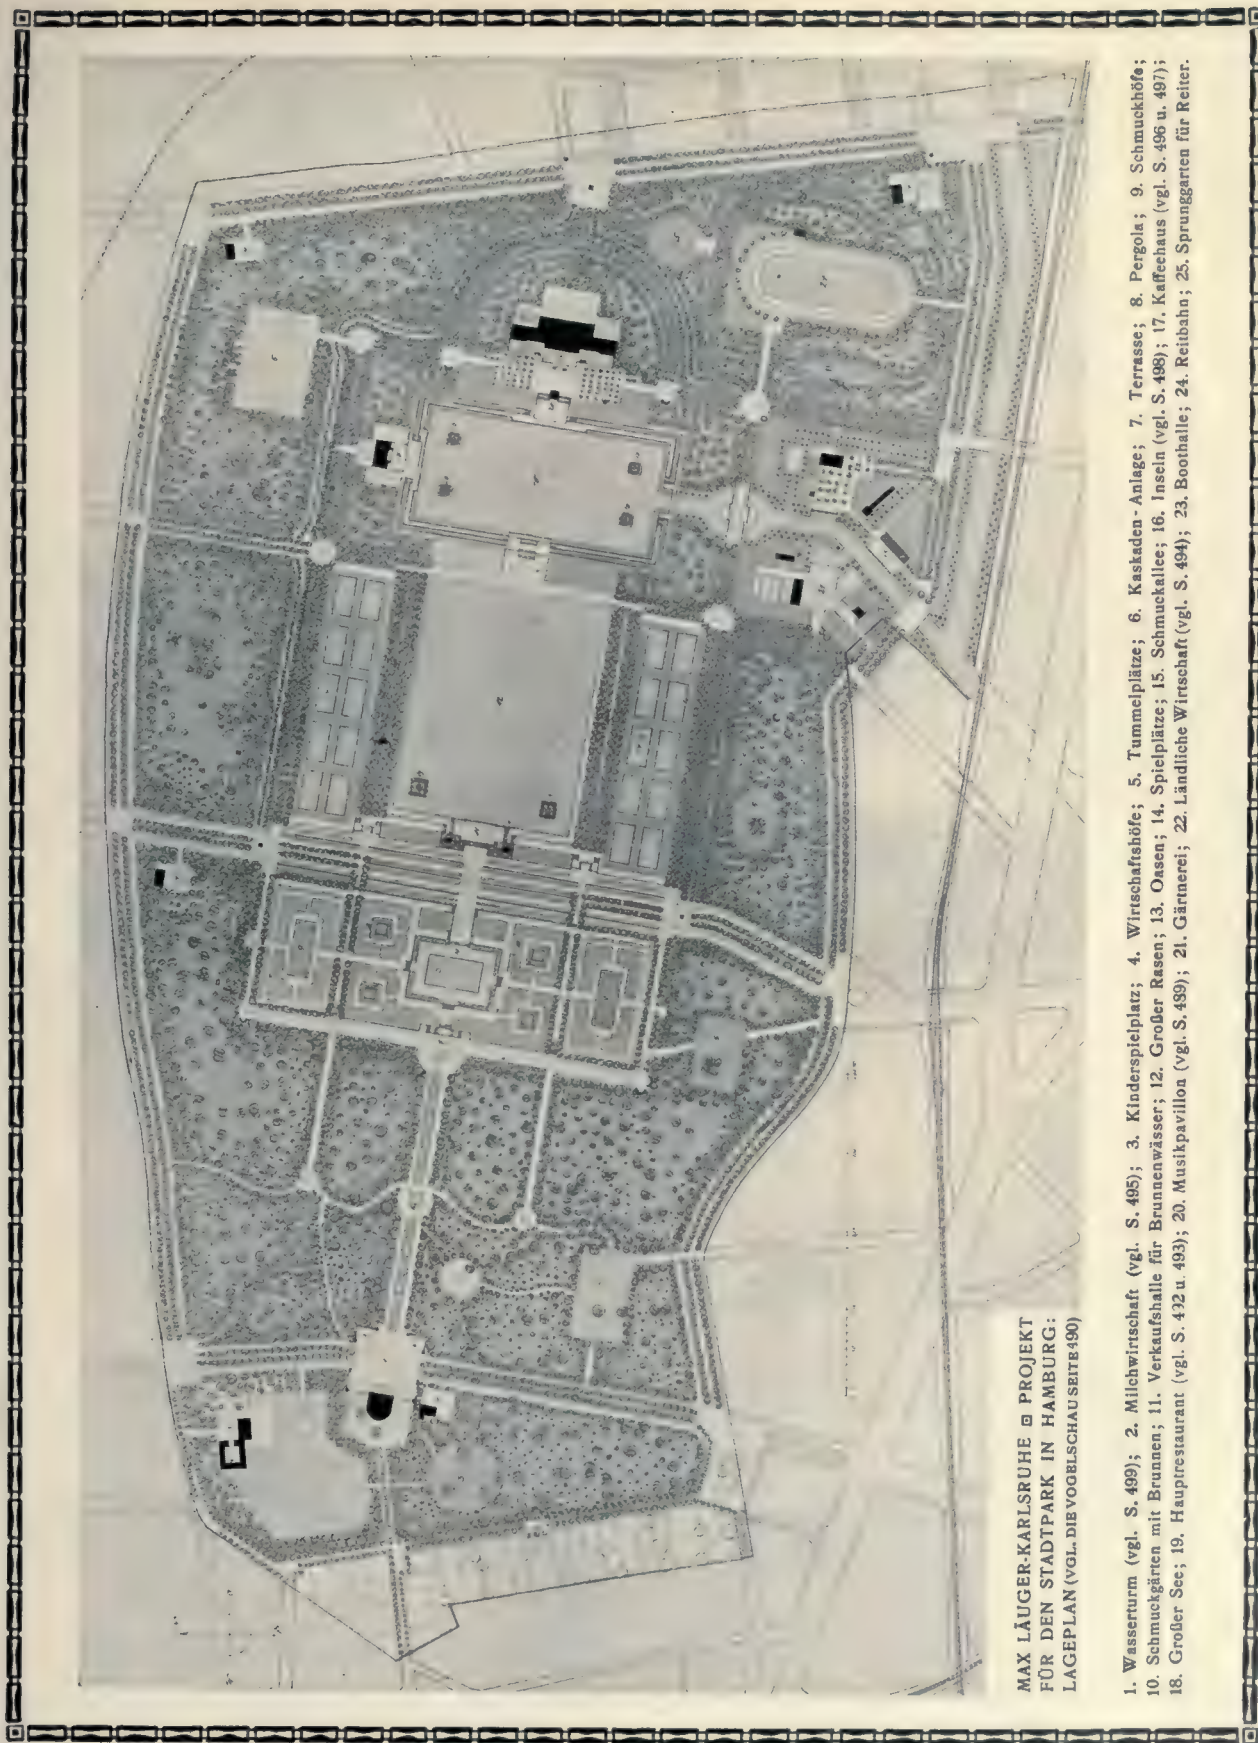 MAX LÄUGER-KARLSRUHE ▫ PROJEKT
FÜR DEN STADTPARK IN HAMBURG:
LAGEPLAN (VGL. DIE VOGELSCHAU SEITE 490)
1. Wasserturm (vgl. S. 499); 2. Milchwirtschaft (vgl. S. 495); 3. Kinderspielplatz; 4. Wirtschaftshöfe; 5. Tummelplätze; 6. Kaskaden-Anlage; 7. Terrasse; 8. Pergola; 9. Schmuckhöfe;
10. Schmuckgärten mit Brunnen; 11. Verkaufshalle für Brunnenwässer; 12. Großer Rasen; 13. Oasen; 14. Spielplätze; 15. Schmuckallee; 16. Inseln (vgl. S. 498); 17. Kaffeehaus (vgl. S. 496 u. 497);
18. Großer See; 19. Hauptrestaurant (vgl. S. 492 u. 493); 20. Musikpavillon (vgl. S. 489); 21. Gärtnerei; 22. Ländliche Wirtschaft (vgl. S. 494); 23. Boothalle; 24. Reitbahn; 25. Sprunggarten für Reiter.